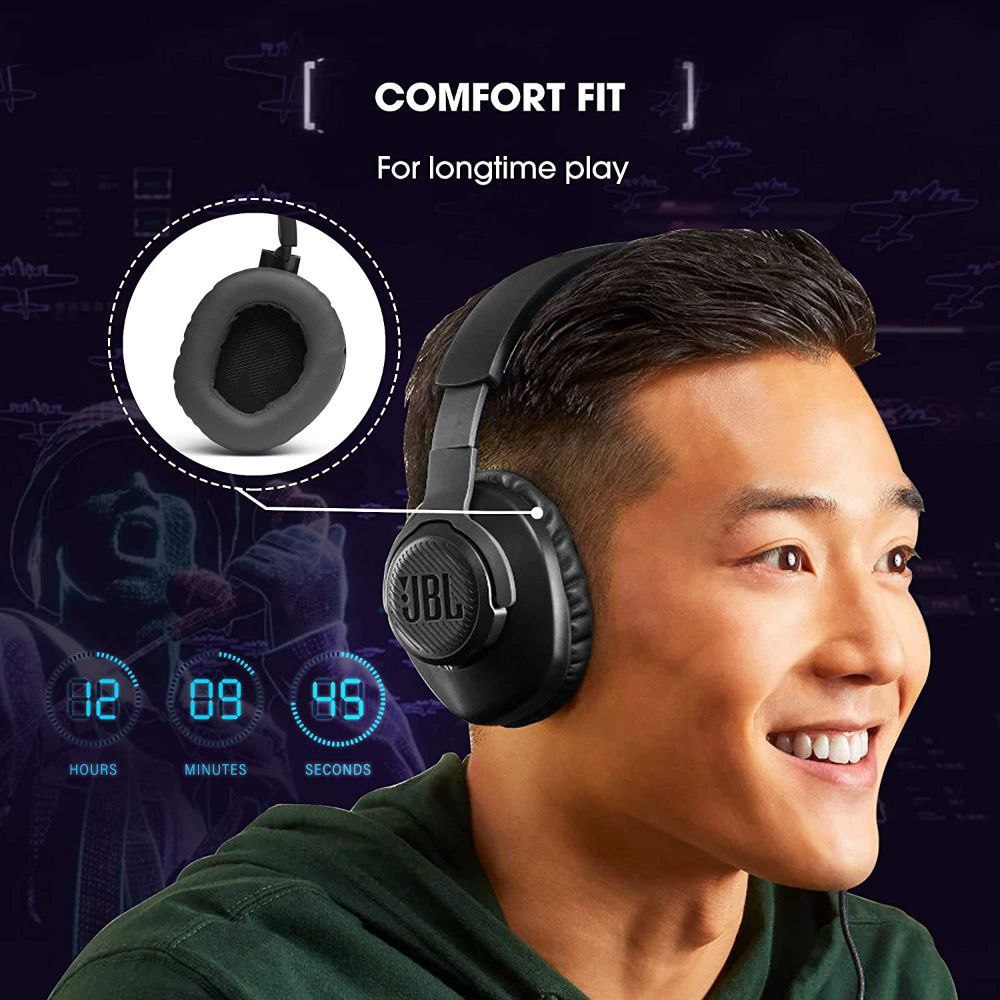 COMFORT FIT
For longtime play
JBL
12
09
45
HOURS
MINUTES
SECONDS